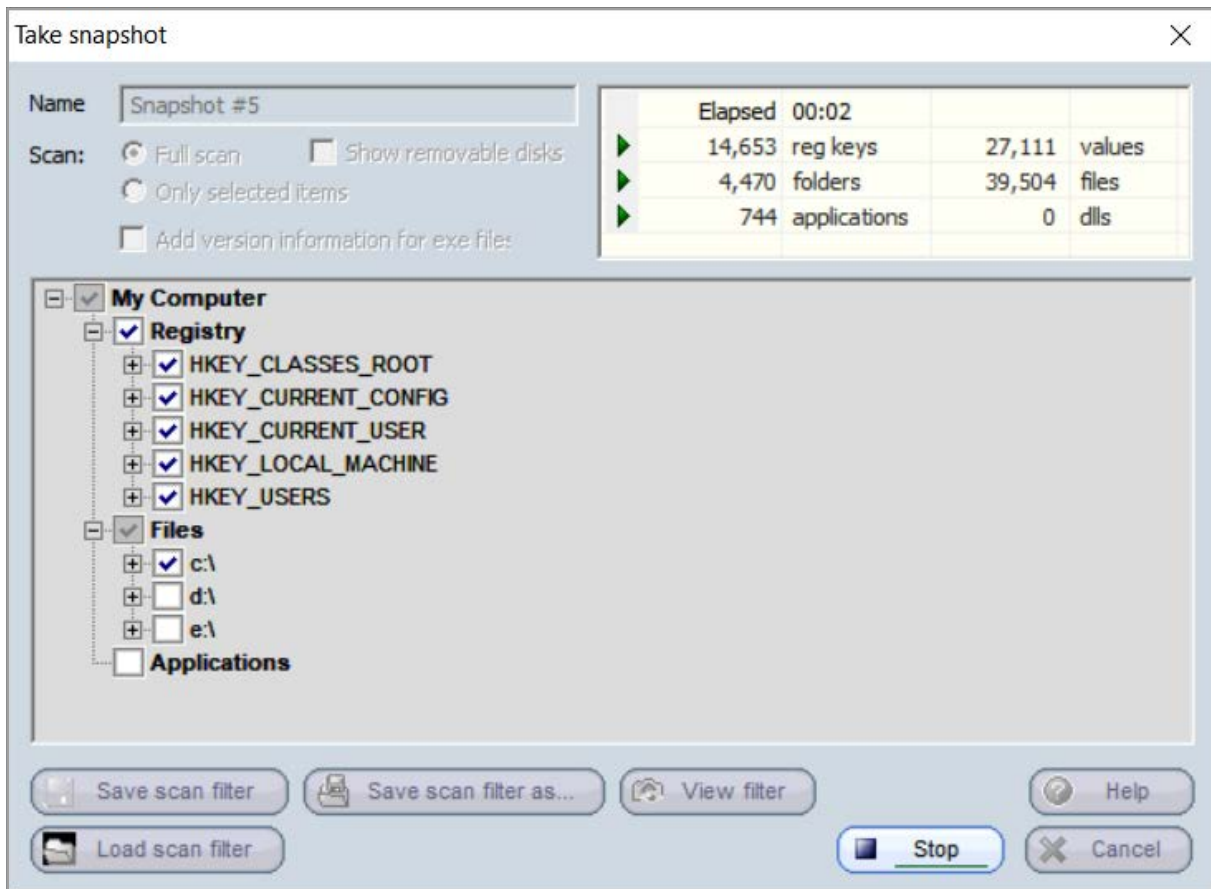 Take snapshot
Name Snapshot #5
Scan: Full scan Show removable disks
Only selected items
Add version information for exe files
Elapsed 00:02
14,653 reg keys 27,111 values
4,470 folders 39,504 files
744 applications 0 dlls
My Computer
Registry
HKEY_CLASSES_ROOT
HKEY_CURRENT_CONFIG
HKEY_CURRENT_USER
HKEY_LOCAL_MACHINE
HKEY_USERS
Files
c:\
d:\
e:\
Applications
Save scan filter Save scan filter as... View filter Help
Load scan filter Stop Cancel